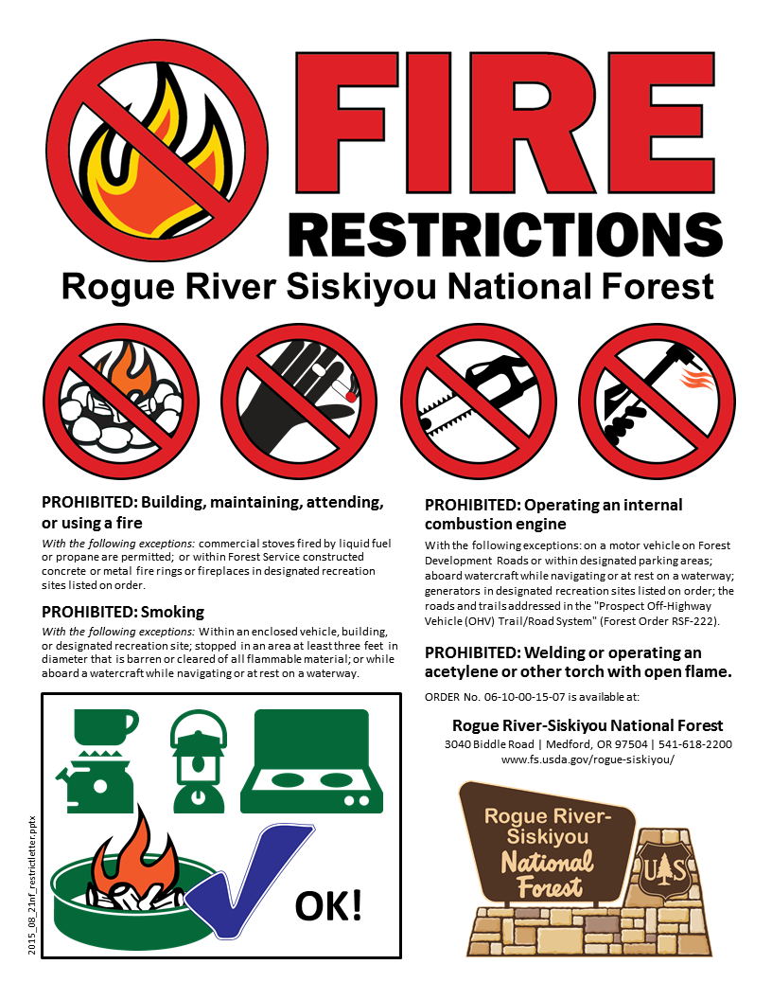 FIRE
RESTRICTIONS
Rogue River Siskiyou National Forest
PROHIBITED: Building, maintaining, attending,
or using a fire
With the following exceptions: commercial stoves fired by liquid fuel
or propane are permitted; or within Forest Service constructed
concrete or metal fire rings or fireplaces in designated recreation
sites listed on order.
PROHIBITED: Smoking
With the following exceptions: Within an enclosed vehicle, building,
or designated recreation site; stopped in an area at least three feet in
diameter that is barren or cleared of all flammable material; or while
aboard a watercraft while navigating or at rest on a waterway.
PROHIBITED: Operating an internal
combustion engine
With the following exceptions: on a motor vehicle on Forest
Development Roads or within designated parking areas;
aboard watercraft while navigating or at rest on a waterway;
generators in designated recreation sites listed on order; the
roads and trails addressed in the "Prospect Off-Highway
Vehicle (OHV) Trail/Road System" (Forest Order RSF-222).
PROHIBITED: Welding or operating an
acetylene or other torch with open flame.
ORDER No. 06-10-00-15-07 is available at:
Rogue River-Siskiyou National Forest
3040 Biddle Road | Medford, OR 97504 | 541-618-2200
www.fs.usda.gov/rogue-siskiyou/
OK!
Rogue River-
Siskiyou
National
Forest
US
2015_08_21nf_restrictletter.pptx